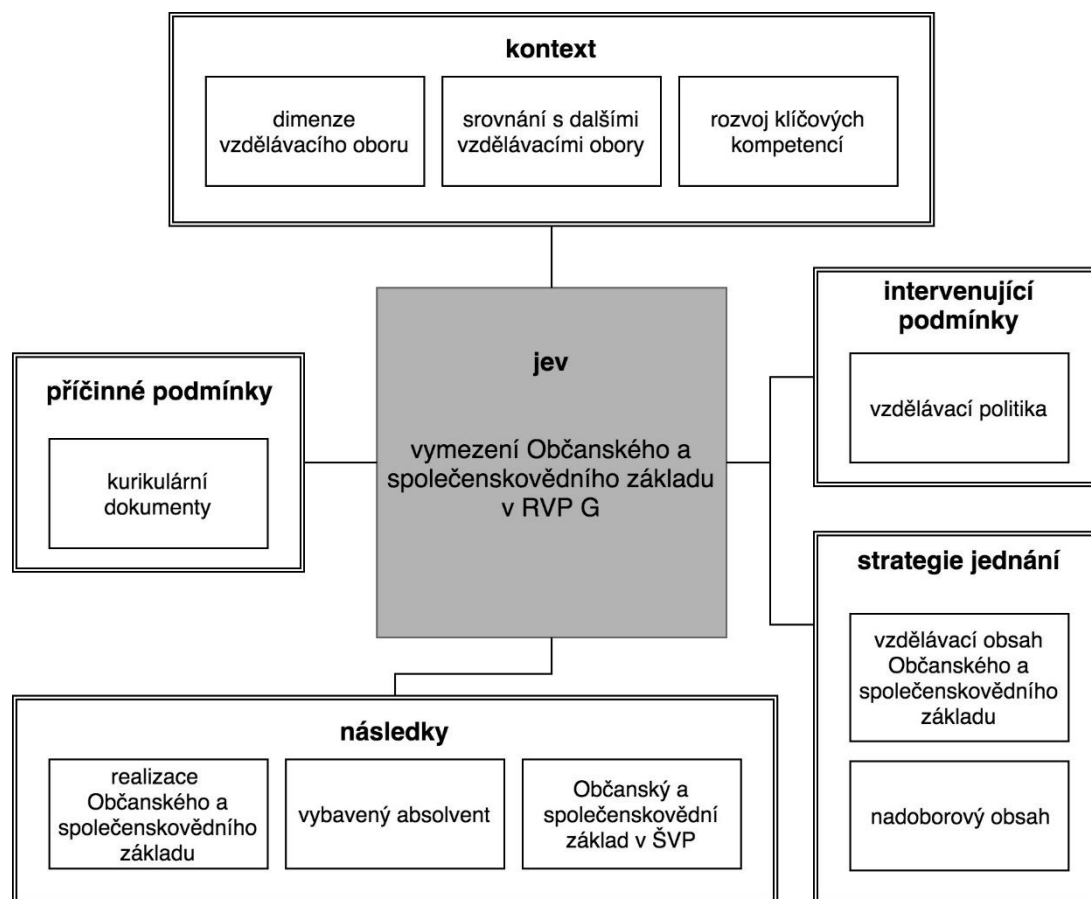 kontext
dimenze
vzdělávacího oboru
srovnání s dalšími
vzdělávacími obory
rozvoj klíčových
kompetencí
intervenující
podmínky
vzdělávací politika
jev
vymezení Občanského a
společenskovědního základu
v RVP G
příčinné podmínky
kurikulární
dokumenty
strategie jednání
vzdělávací obsah
Občanského a
společenskovědního
základu
nadoborový obsah
následky
realizace
Občanského a
společenskovědního
základu
vybavený absolvent
Občanský a
společenskovědní
základ v ŠVP